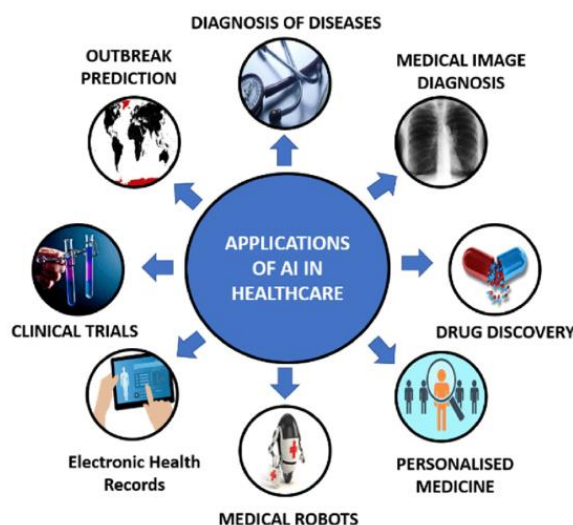 DIAGNOSIS OF DISEASES
OUTBREAK
PREDICTION
MEDICAL IMAGE
DIAGNOSIS
APPLICATIONS
OF AI IN
HEALTHCARE
CLINICAL TRIALS
DRUG DISCOVERY
Electronic Health
Records
PERSONALISED
MEDICINE
MEDICAL ROBOTS